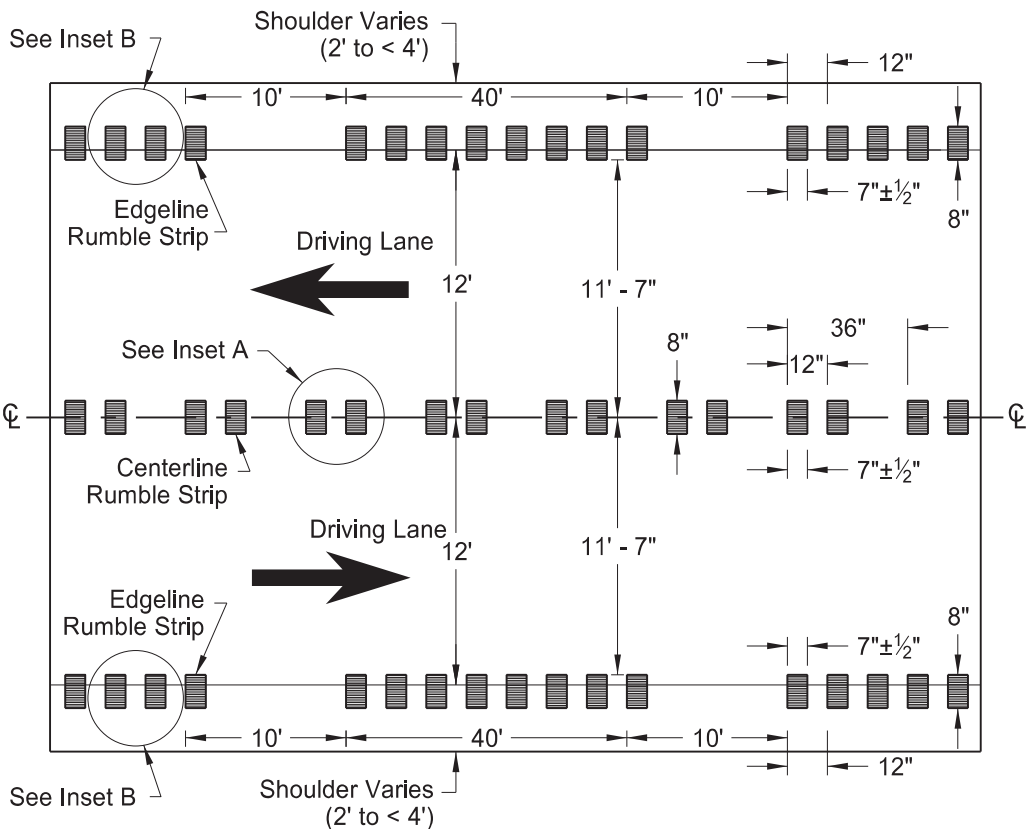 See Inset B
Shoulder Varies
(2' to < 4')
12"
10'
40'
10'
7"±½"
8"
Edgeline
Rumble Strip
Driving Lane
12'
11' - 7"
36"
See Inset A
8"
12"
℄
℄
Centerline
Rumble Strip
7"±½"
Driving Lane
12'
11' - 7"
Edgeline
Rumble Strip
8"
7"±½"
10'
40'
10'
12"
See Inset B
Shoulder Varies
(2' to < 4')